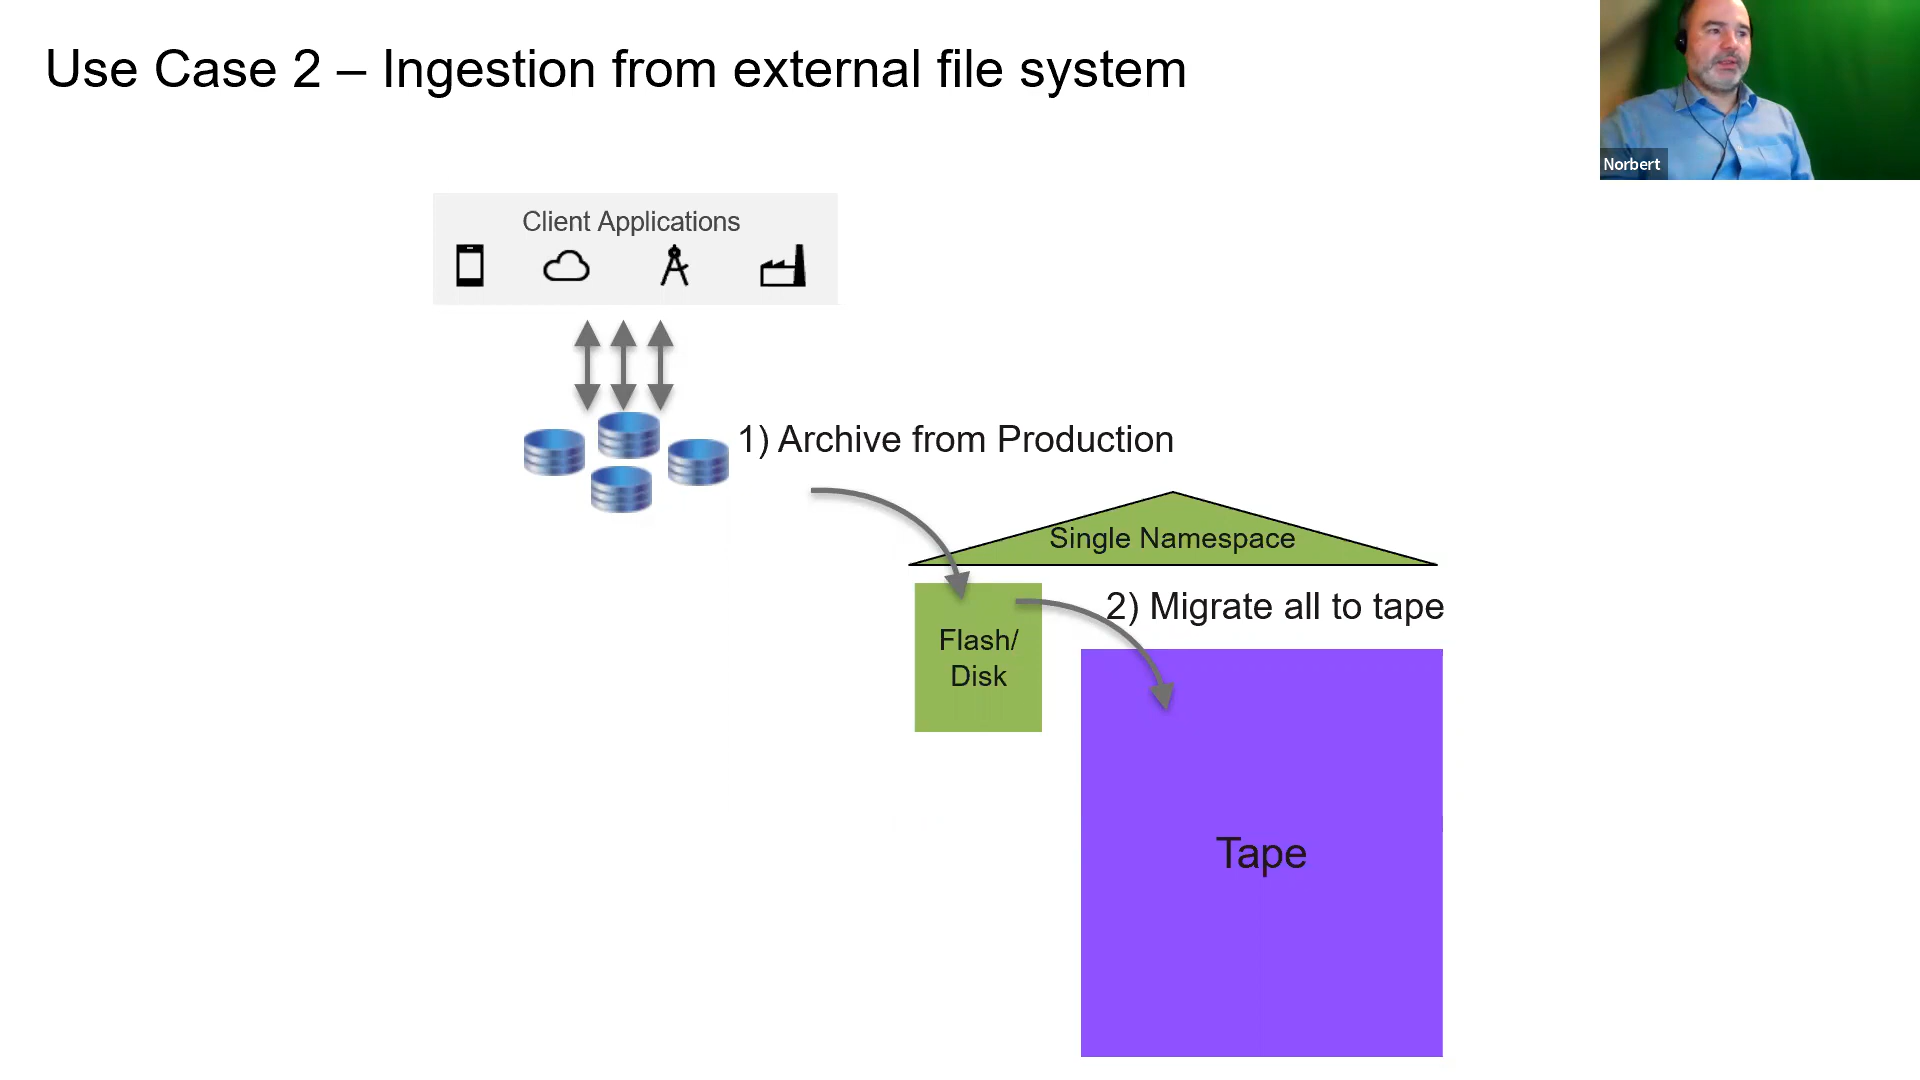 Use Case 2 – Ingestion from external file system
Norbert
Client Applications
1) Archive from Production
Single Namespace
2) Migrate all to tape
Flash/
Disk
Tape